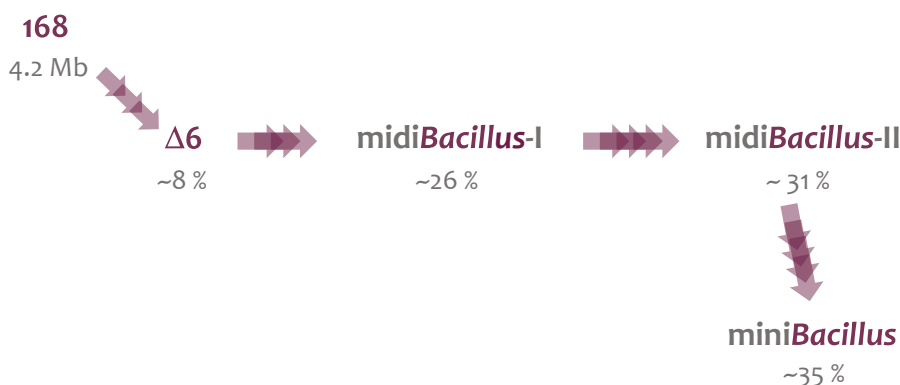 168
4.2 Mb
Δ6
~8 %
midiBacillus-I
~26 %
midiBacillus-II
~ 31 %
miniBacillus
~35 %